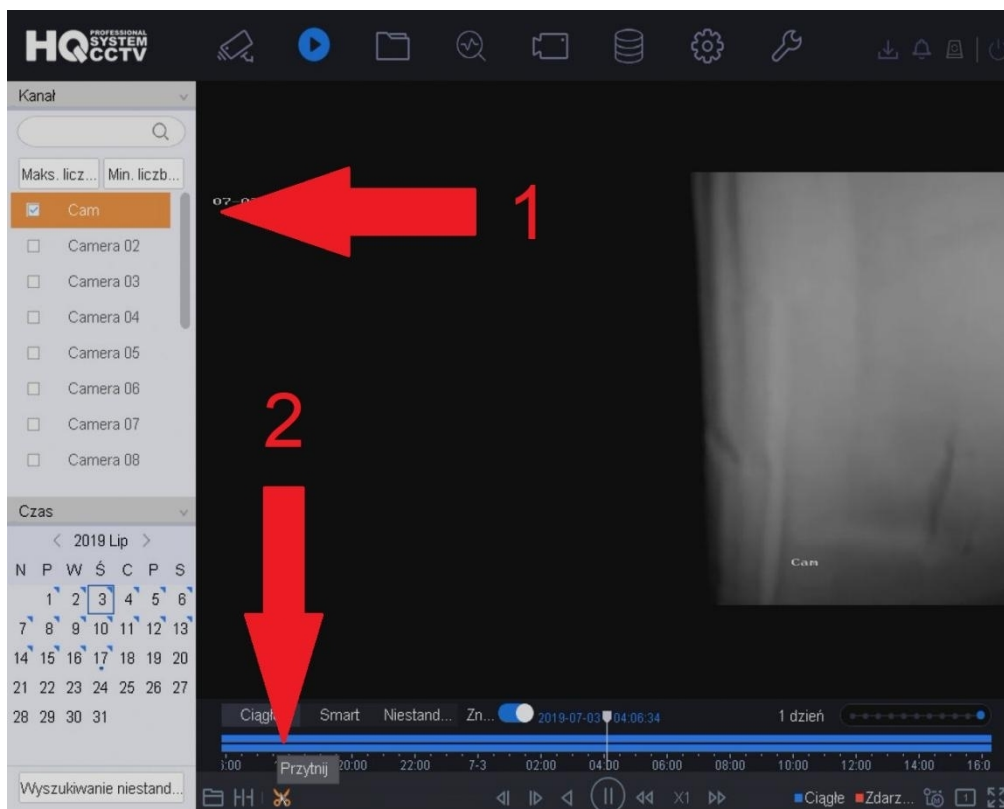 HQ PROFESSIONAL SYSTEM CCTV
Kanał
Maks. licz... Min. liczb...
Cam
Camera 02
Camera 03
Camera 04
Camera 05
Camera 06
Camera 07
Camera 08
1
2
Cam
Czas
< 2019 Lip >
N P W Ś C P S
1 2 3 4 5 6
7 8 9 10 11 12 13
14 15 16 17 18 19 20
21 22 23 24 25 26 27
28 29 30 31
Smart Niestand... Zn... 2019-07-03 04:06:34 1 dzień
20:00 22:00 7-3 02:00 04:00 06:00 08:00 10:00 12:00 14:00
Przytnij
Wyszukiwanie niestand...
X1 Ciągłe Zdarz...